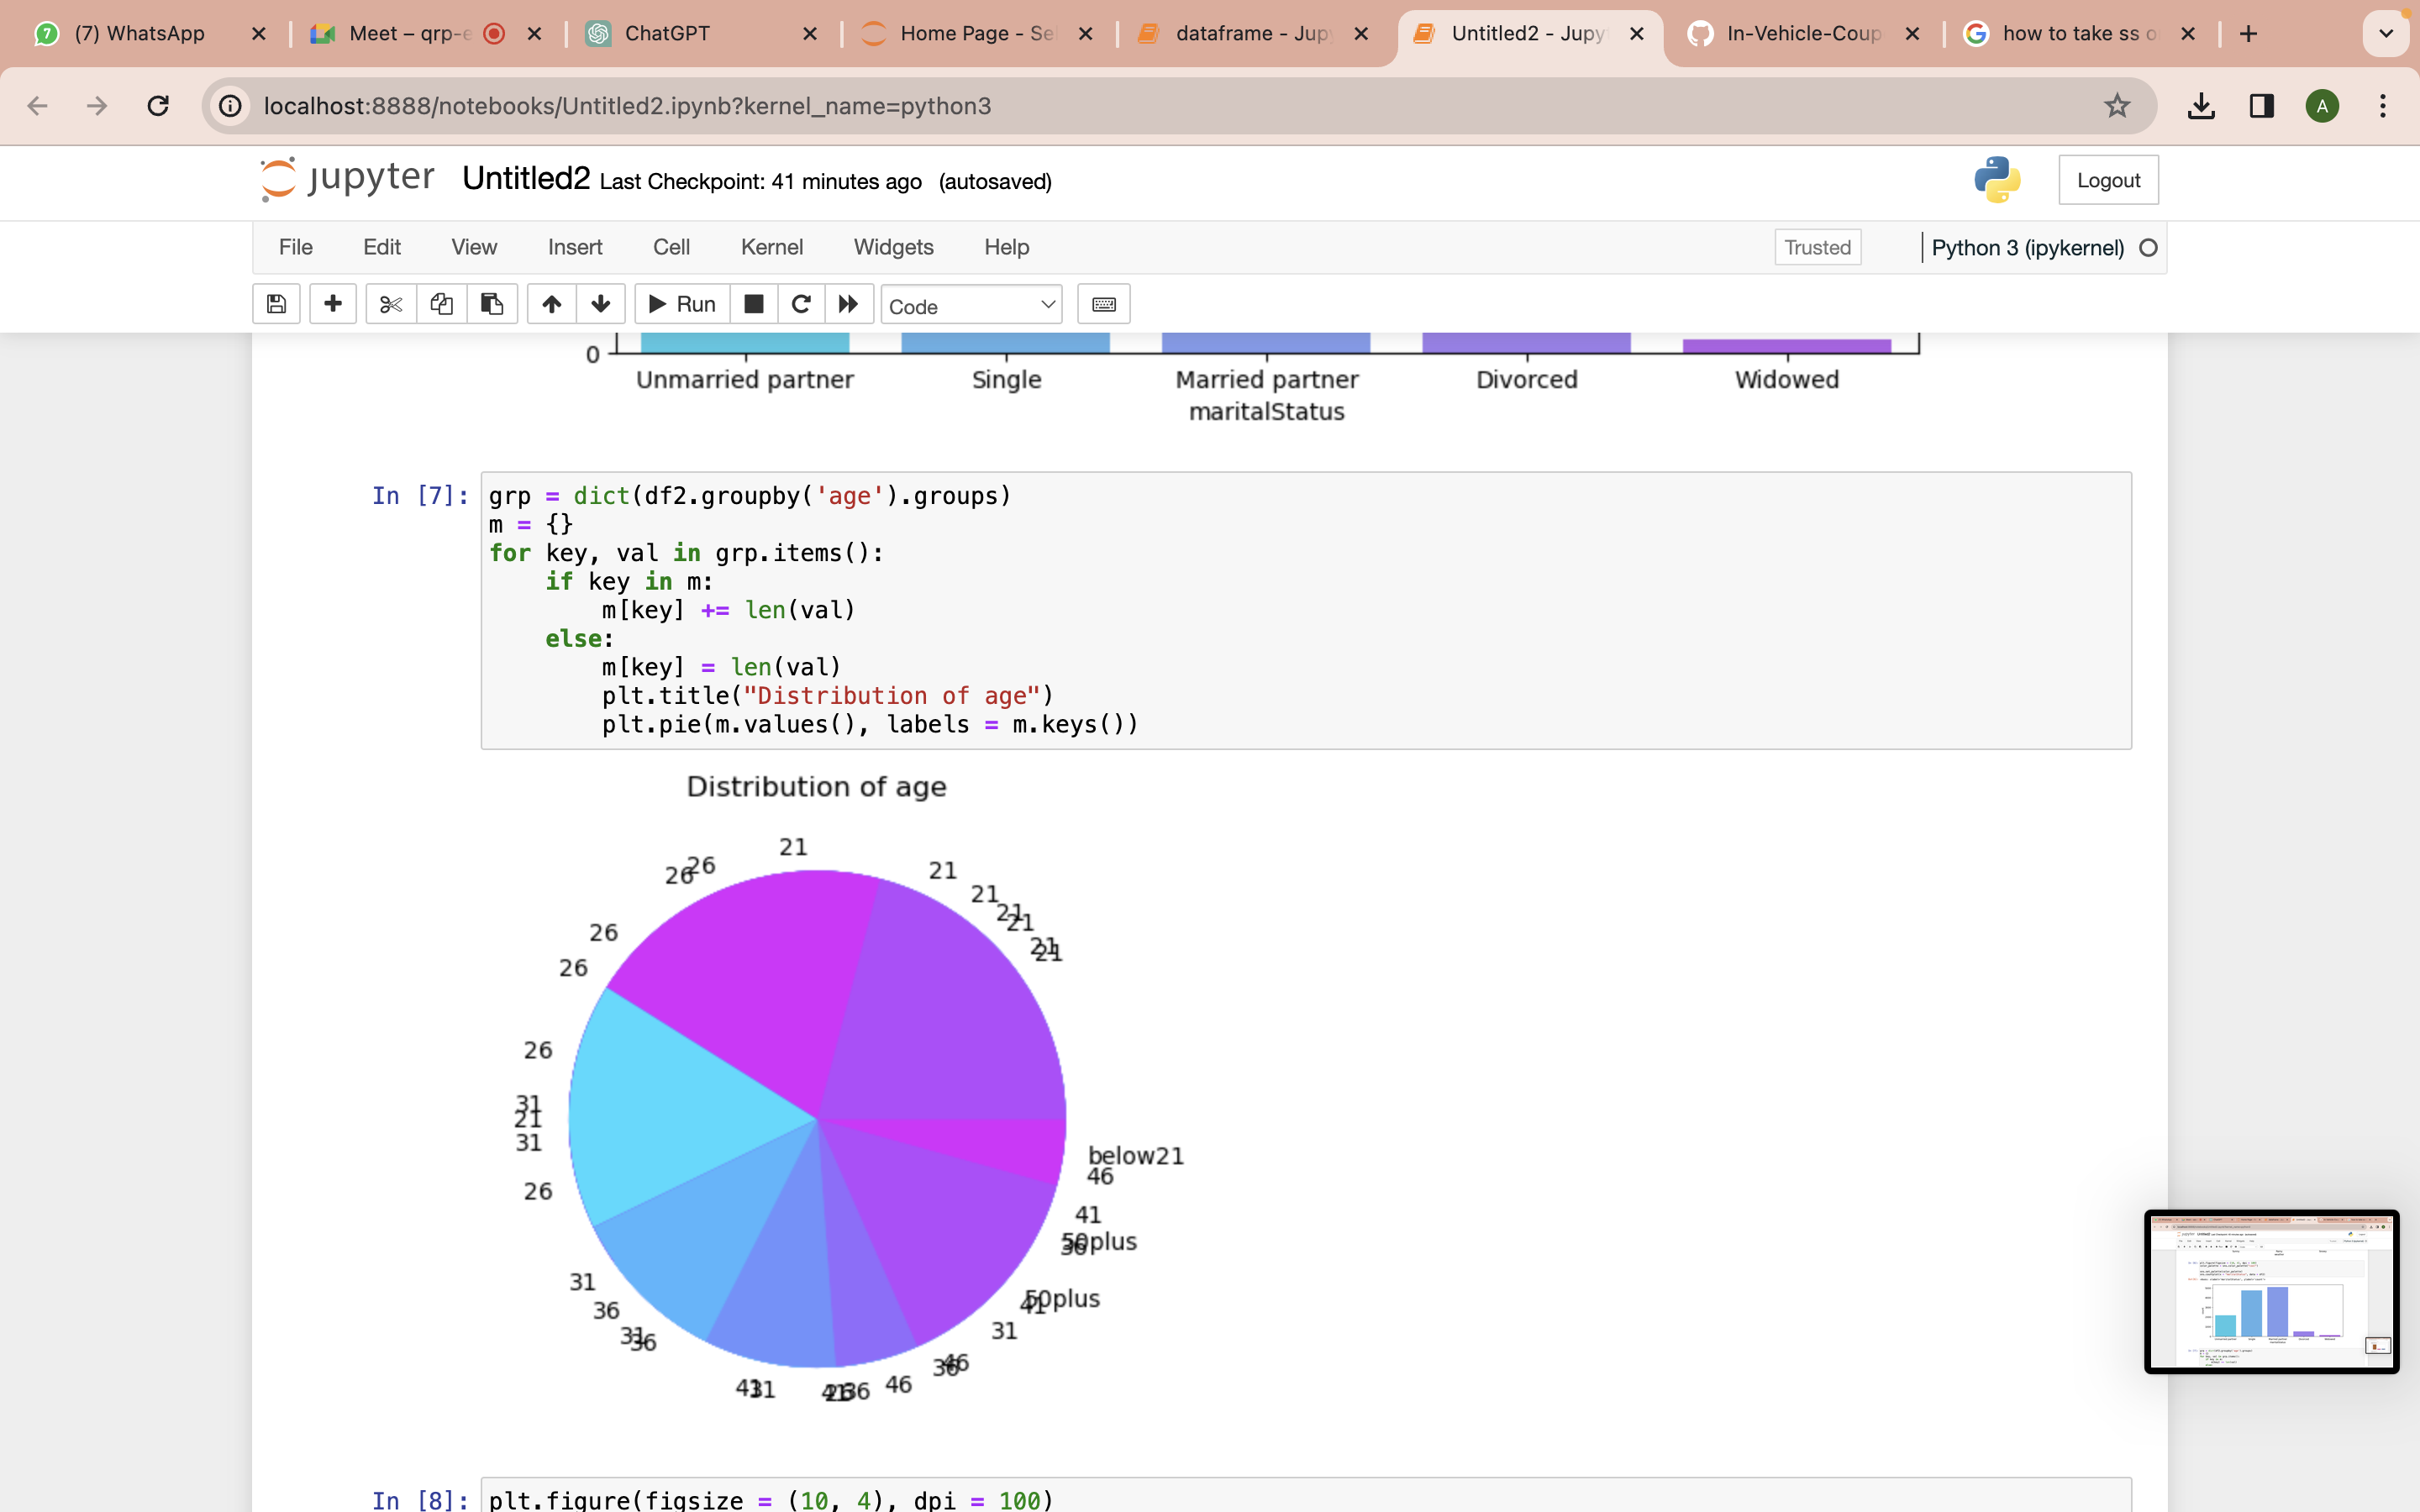 7 (7) WhatsApp Meet – qrp-e ChatGPT Home Page - Se dataframe - Jup Untitled2 - Jupy In-Vehicle-Coup how to take ss o
localhost:8888/notebooks/Untitled2.ipynb?kernel_name=python3 A
jupyter Untitled2 Last Checkpoint: 41 minutes ago (autosaved) Logout
File Edit View Insert Cell Kernel Widgets Help Trusted Python 3 (ipykernel)
Run Code
0
Unmarried partner Single Married partner Divorced Widowed
maritalStatus
In [7]: grp = dict(df2.groupby('age').groups)
m = {}
for key, val in grp.items():
    if key in m:
        m[key] += len(val)
    else:
        m[key] = len(val)
        plt.title("Distribution of age")
        plt.pie(m.values(), labels = m.keys())
Distribution of age
21
26 26 21
21
21
21
26
21
21
26
26
31
21
31
below21
46
26
41
50plus
36
31 50plus
41
36 31
31
36
46
36
46
41 31 36
In [8]: plt.figure(figsize = (10, 4), dpi = 100)